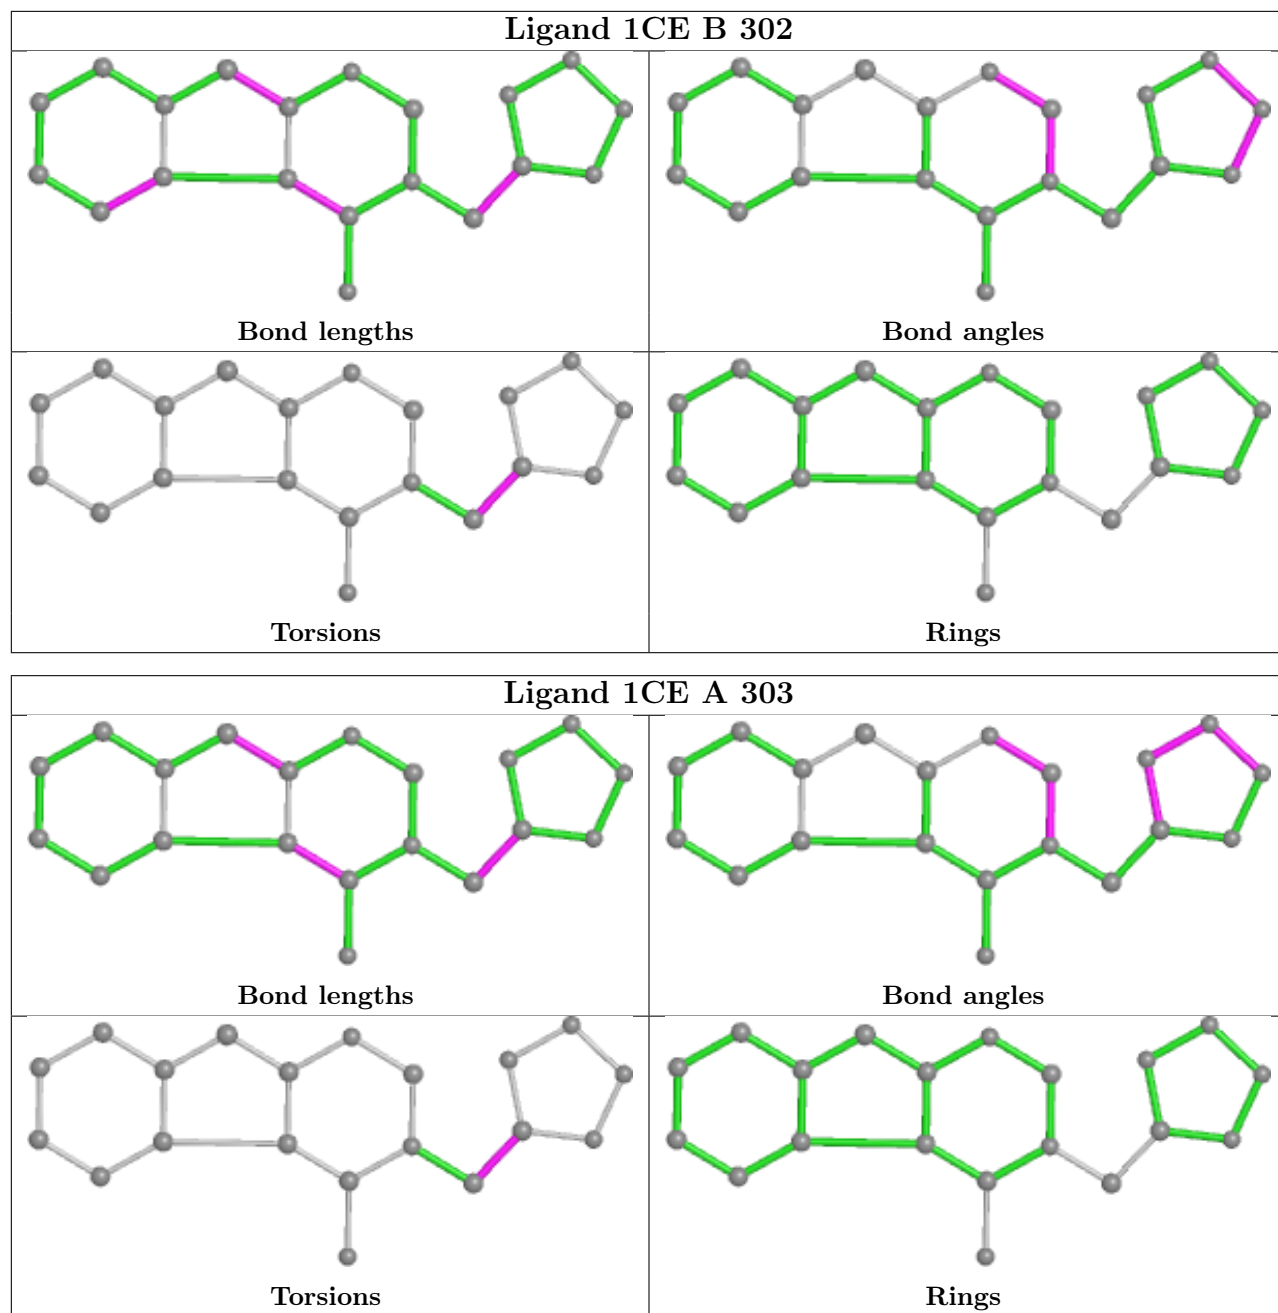 Ligand 1CE B 302
Bond lengths
Bond angles
Torsions
Rings
Ligand 1CE A 303
Bond lengths
Bond angles
Torsions
Rings